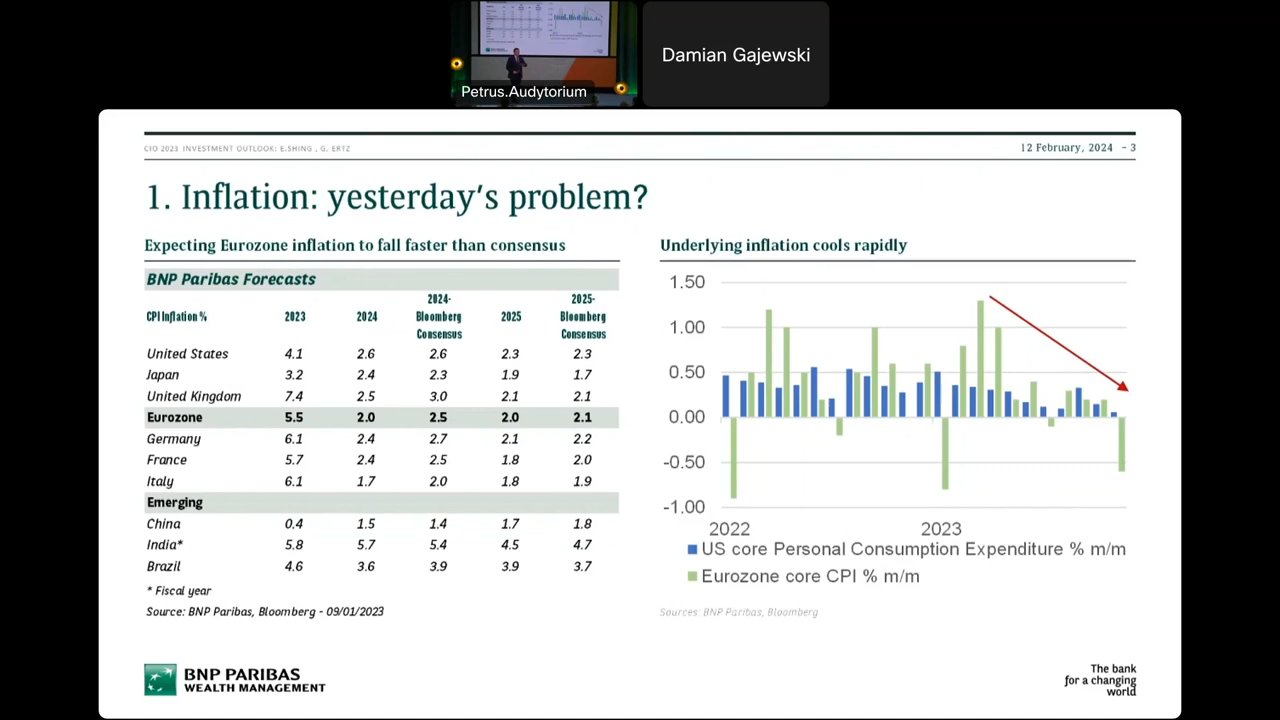 Petrus.Audytorium
Damian Gajewski
CIO 2023 INVESTMENT OUTLOOK: E.SHING , G. ERTZ
12 February, 2024 - 3
1. Inflation: yesterday's problem?
Expecting Eurozone inflation to fall faster than consensus
BNP Paribas Forecasts
CPI Inflation % 2023 2024 2024-Bloomberg Consensus 2025 2025-Bloomberg Consensus
United States 4.1 2.6 2.6 2.3 2.3
Japan 3.2 2.4 2.3 1.9 1.7
United Kingdom 7.4 2.5 3.0 2.1 2.1
Eurozone 5.5 2.0 2.5 2.0 2.1
Germany 6.1 2.4 2.7 2.1 2.2
France 5.7 2.4 2.5 1.8 2.0
Italy 6.1 1.7 2.0 1.8 1.9
Emerging
China 0.4 1.5 1.4 1.7 1.8
India* 5.8 5.7 5.4 4.5 4.7
Brazil 4.6 3.6 3.9 3.9 3.7
* Fiscal year
Source: BNP Paribas, Bloomberg - 09/01/2023
Underlying inflation cools rapidly
1.50
1.00
0.50
0.00
-0.50
-1.00
2022 2023
US core Personal Consumption Expenditure % m/m
Eurozone core CPI % m/m
Sources: BNP Paribas, Bloomberg
BNP PARIBAS
WEALTH MANAGEMENT
The bank
for a changing
world